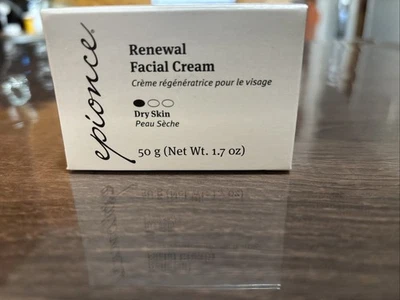 epionce
Renewal
Facial Cream
Crème régénératrice pour le visage
Dry Skin
Peau Sèche
50 g (Net Wt. 1.7 oz)